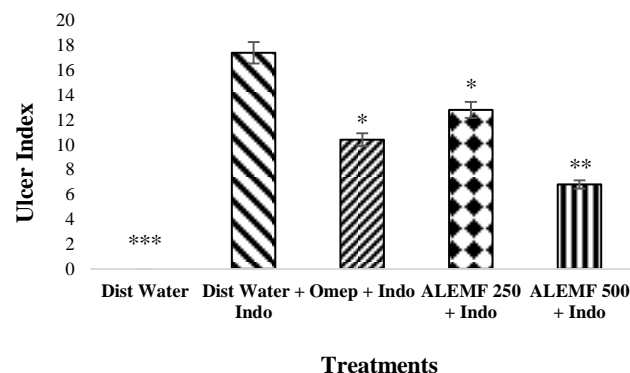 20
18
16
14
12
10
8
6
4
2
0
Ulcer Index
***
*
*
**
Dist Water
Dist Water +
Indo
Omep + Indo
ALEMF 250
+ Indo
ALEMF 500
+ Indo
Treatments